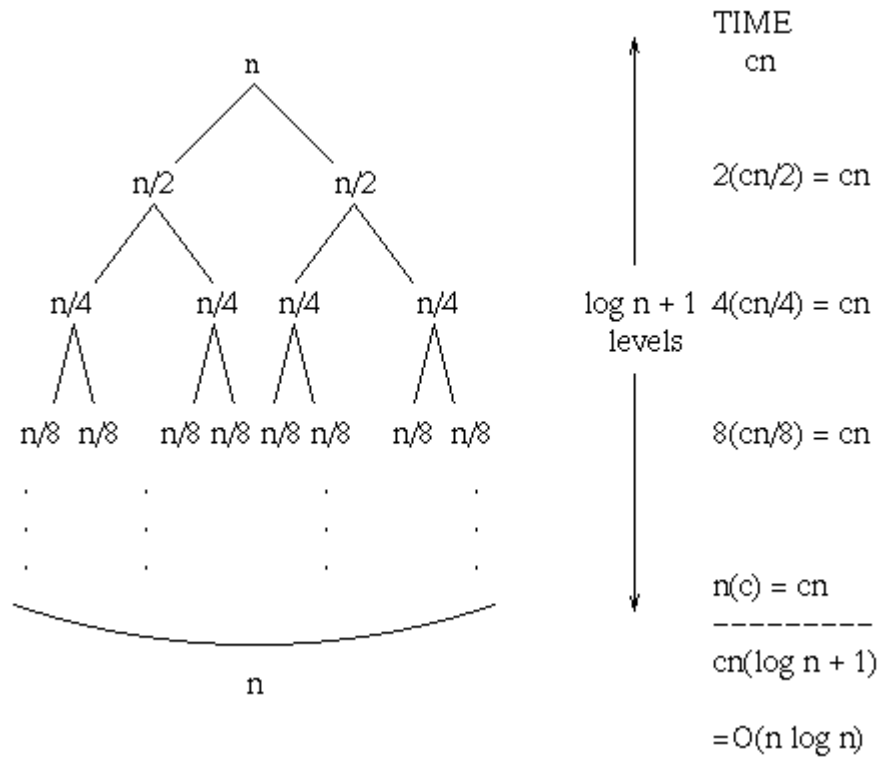 TIME
n cn
n/2 n/2 2(cn/2) = cn
n/4 n/4 n/4 n/4 log n + 1 4(cn/4) = cn
levels
n/8 n/8 n/8 n/8 n/8 n/8 n/8 n/8 8(cn/8) = cn
n(c) = cn
---------
cn(log n + 1)
n
=O(n log n)